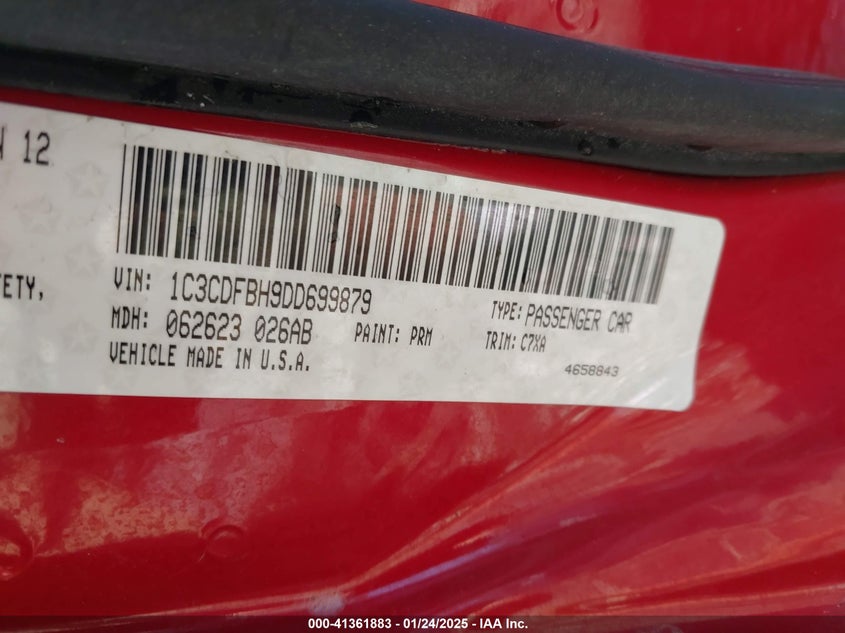 12
ETY,
VIN: 1C3CDFBH9DD699879
TYPE: PASSENGER CAR
MDH: 062623 026AB PAINT: PRM
TRIM: C7XA
VEHICLE MADE IN U.S.A.
4658843
000-41361883 - 01/24/2025 - IAA Inc.